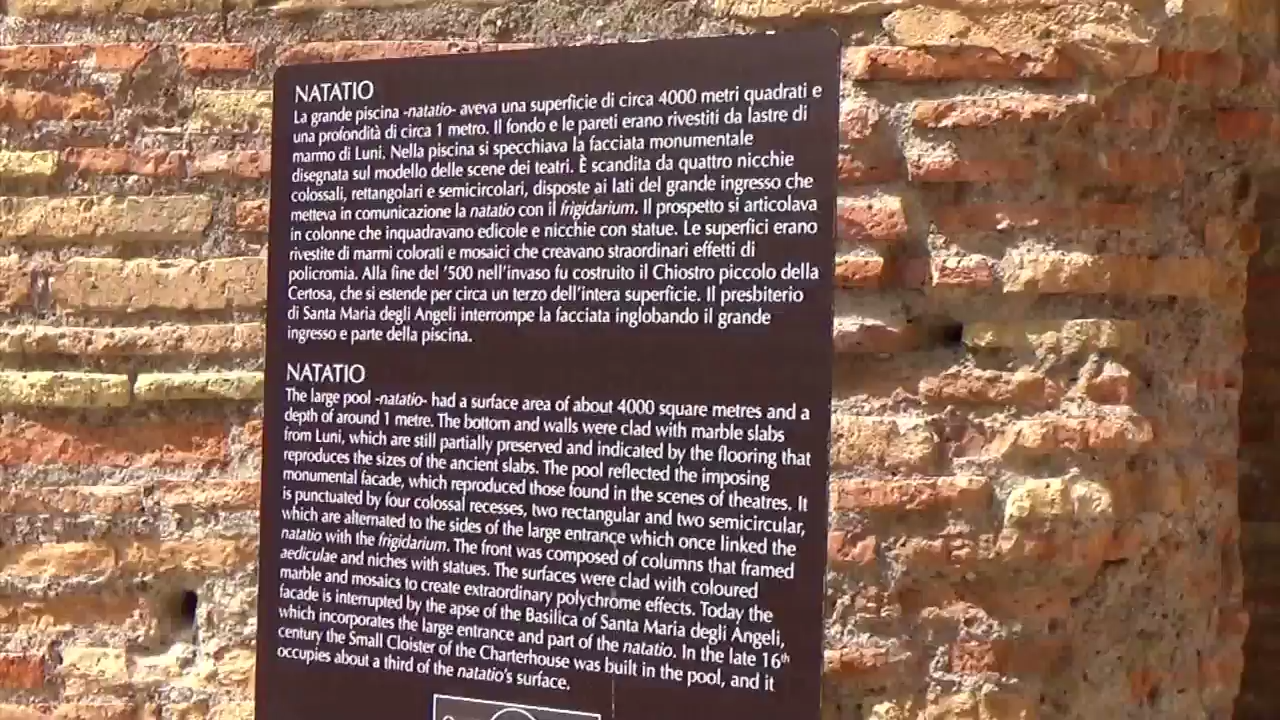 NATATIO
La grande piscina -natatio- aveva una superficie di circa 4000 metri quadrati e
una profondità di circa 1 metro. Il fondo e le pareti erano rivestiti da lastre di
marmo di Luni. Nella piscina si specchiava la facciata monumentale
disegnata sul modello delle scene dei teatri. È scandita da quattro nicchie
colossali, rettangolari e semicircolari, disposte ai lati del grande ingresso che
metteva in comunicazione la natatio con il frigidarium. Il prospetto si articolava
in colonne che inquadravano edicole e nicchie con statue. Le superfici erano
rivestite di marmi colorati e mosaici che creavano straordinari effetti di
policromia. Alla fine del '500 nell'invaso fu costruito il Chiostro piccolo della
Certosa, che si estende per circa un terzo dell'intera superficie. Il presbiterio
di Santa Maria degli Angeli interrompe la facciata inglobando il grande
ingresso e parte della piscina.
NATATIO
The large pool -natatio- had a surface area of about 4000 square metres and a
depth of around 1 metre. The bottom and walls were clad with marble slabs
from Luni, which are still partially preserved and indicated by the flooring that
reproduces the sizes of the ancient slabs. The pool reflected the imposing
monumental facade, which reproduced those found in the scenes of theatres. It
is punctuated by four colossal recesses, two rectangular and two semicircular,
which are alternated to the sides of the large entrance which once linked the
natatio with the frigidarium. The front was composed of columns that framed
aediculae and niches with statues. The surfaces were clad with coloured
marble and mosaics to create extraordinary polychrome effects. Today the
facade is interrupted by the apse of the Basilica of Santa Maria degli Angeli,
which incorporates the large entrance and part of the natatio. In the late 16th
century the Small Cloister of the Charterhouse was built in the pool, and it
occupies about a third of the natatio's surface.